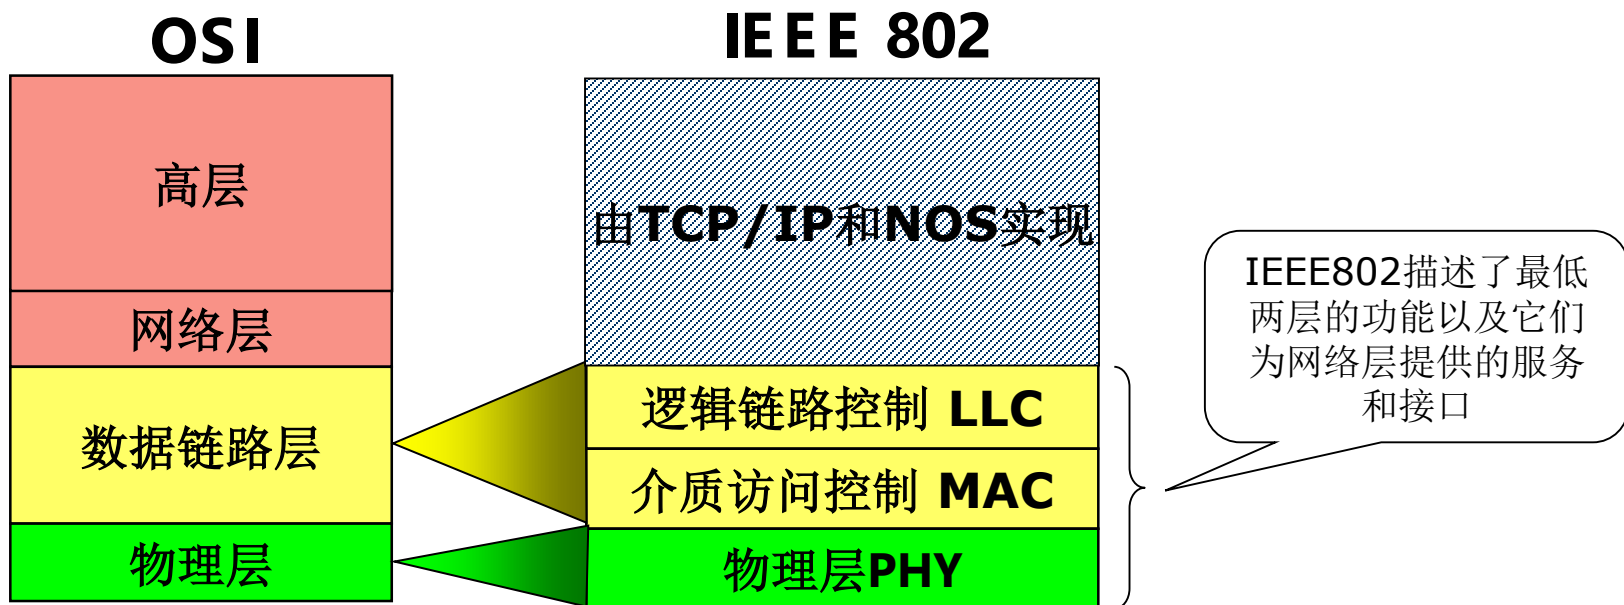 OSI
IEEE 802
高层
网络层
数据链路层
物理层
由TCP/IP和NOS实现
逻辑链路控制 LLC
介质访问控制 MAC
物理层PHY
IEEE802描述了最低
两层的功能以及它们
为网络层提供的服务
和接口